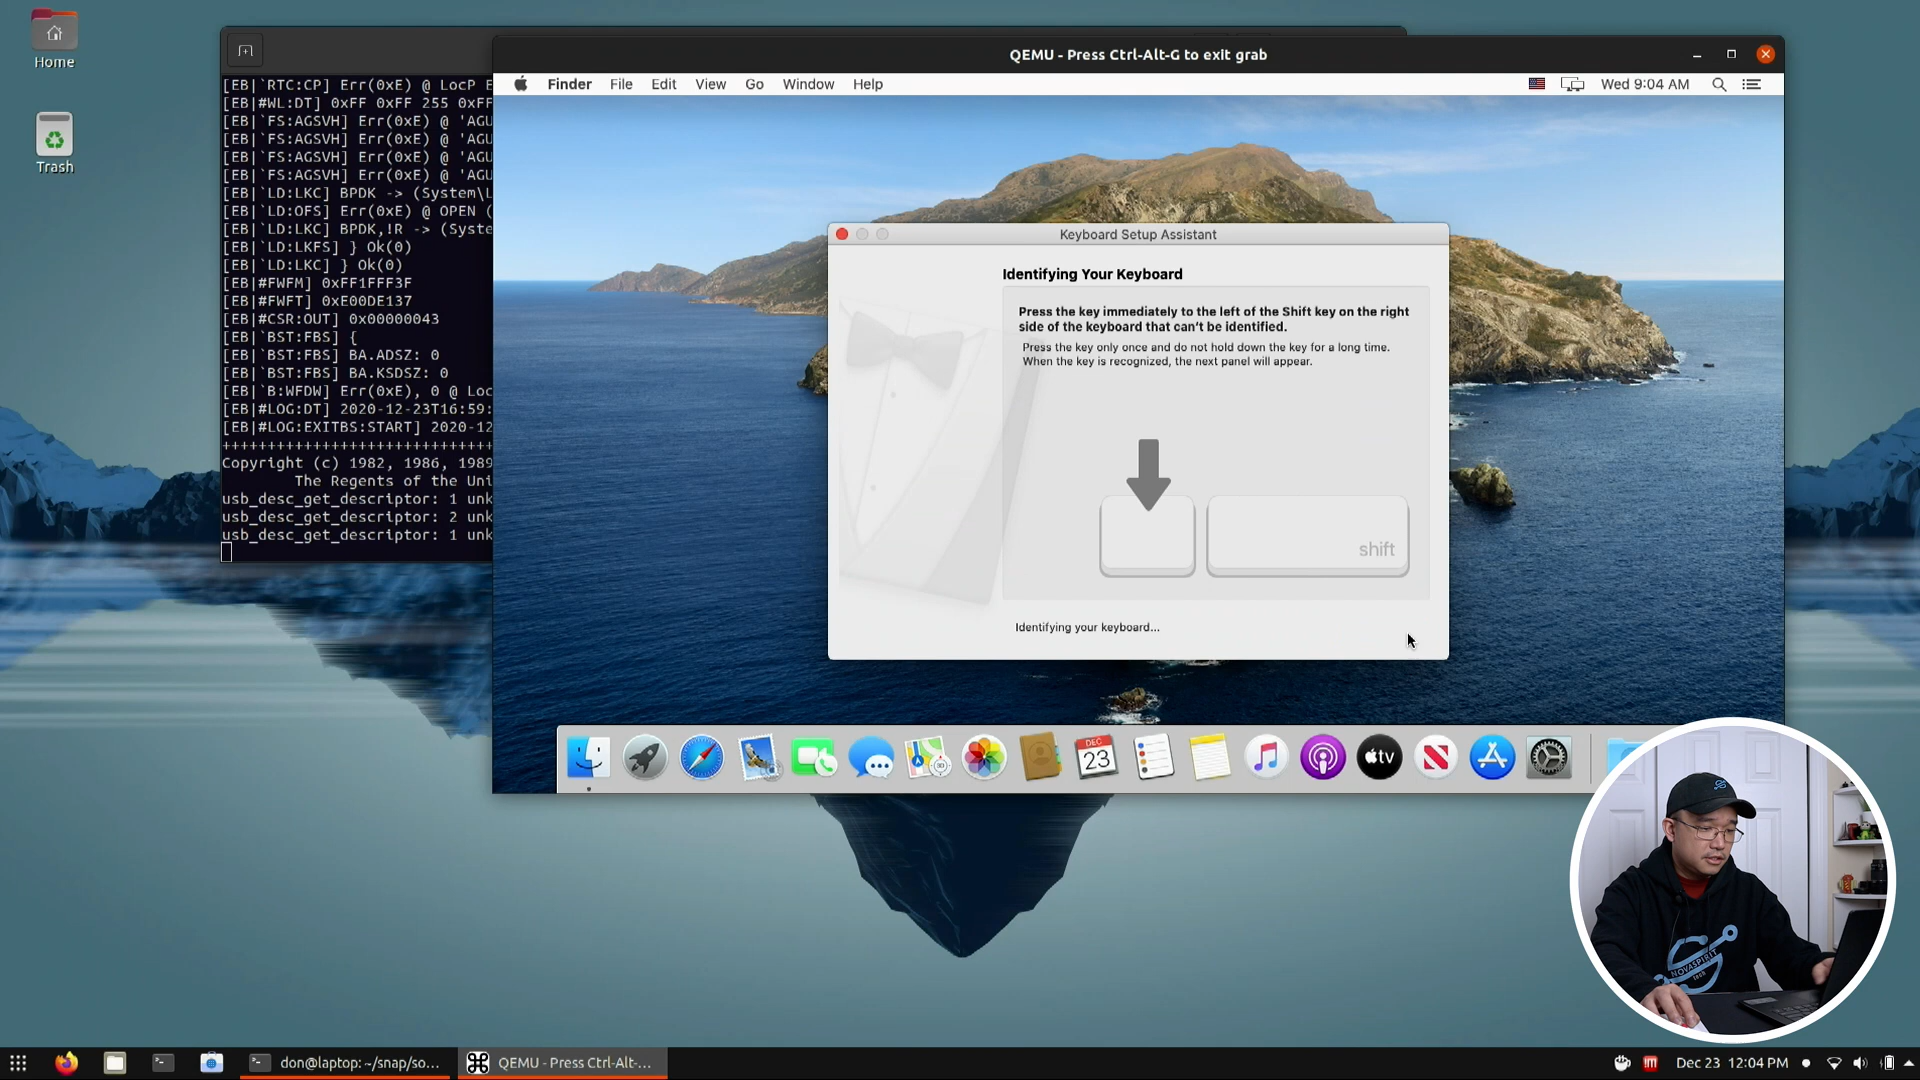 Home
Trash
QEMU - Press Ctrl-Alt-G to exit grab
Finder File Edit View Go Window Help
Wed 9:04 AM
[EB|`RTC:CP] Err(0xE) @ LocP E
[EB|#WL:DT] 0xFF 0xFF 255 0xFF
[EB|`FS:AGSVH] Err(0xE) @ 'AGU
[EB|`FS:AGSVH] Err(0xE) @ 'AGU
[EB|`FS:AGSVH] Err(0xE) @ 'AGU
[EB|`FS:AGSVH] Err(0xE) @ 'AGU
[EB|`LD:LKC] BPDK -> (System\L
[EB|`LD:OFS] Err(0xE) @ OPEN (
[EB|`LD:LKC] BPDK,!R -> (Syste
[EB|`LD:LKFS] } Ok(0)
[EB|`LD:LKC] } Ok(0)
[EB|#FWFM] 0xFF1FFF3F
[EB|#FWFT] 0xE00DE137
[EB|#CSR:OUT] 0x00000043
[EB|`BST:FBS] {
[EB|`BST:FBS] BA.ADSZ: 0
[EB|`BST:FBS] BA.KSDSZ: 0
[EB|`B:WFDW] Err(0xE), 0 @ Loc
[EB|#LOG:DT] 2020-12-23T16:59:
[EB|#LOG:EXITBS:START] 2020-12
++++++++++++++++++++++++++++++
Copyright (c) 1982, 1986, 1989
The Regents of the Uni
usb_desc_get_descriptor: 1 unk
usb_desc_get_descriptor: 2 unk
usb_desc_get_descriptor: 1 unk
Keyboard Setup Assistant
Identifying Your Keyboard
Press the key immediately to the left of the Shift key on the right
side of the keyboard that can't be identified.
Press the key only once and do not hold down the key for a long time.
When the key is recognized, the next panel will appear.
shift
Identifying your keyboard...
DEC
23
tv
NOVASPIRIT
don@laptop: ~/snap/so...
QEMU - Press Ctrl-Alt-...
Dec 23 12:04 PM